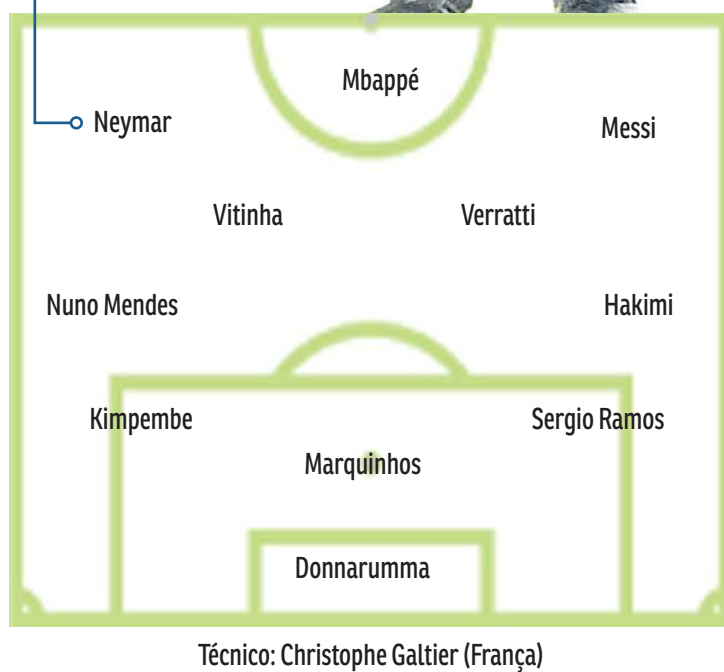 Mbappé
Neymar
Messi
Vitinha
Verratti
Nuno Mendes
Hakimi
Kimpembe
Sergio Ramos
Marquinhos
Donnarumma
Técnico: Christophe Galtier (França)